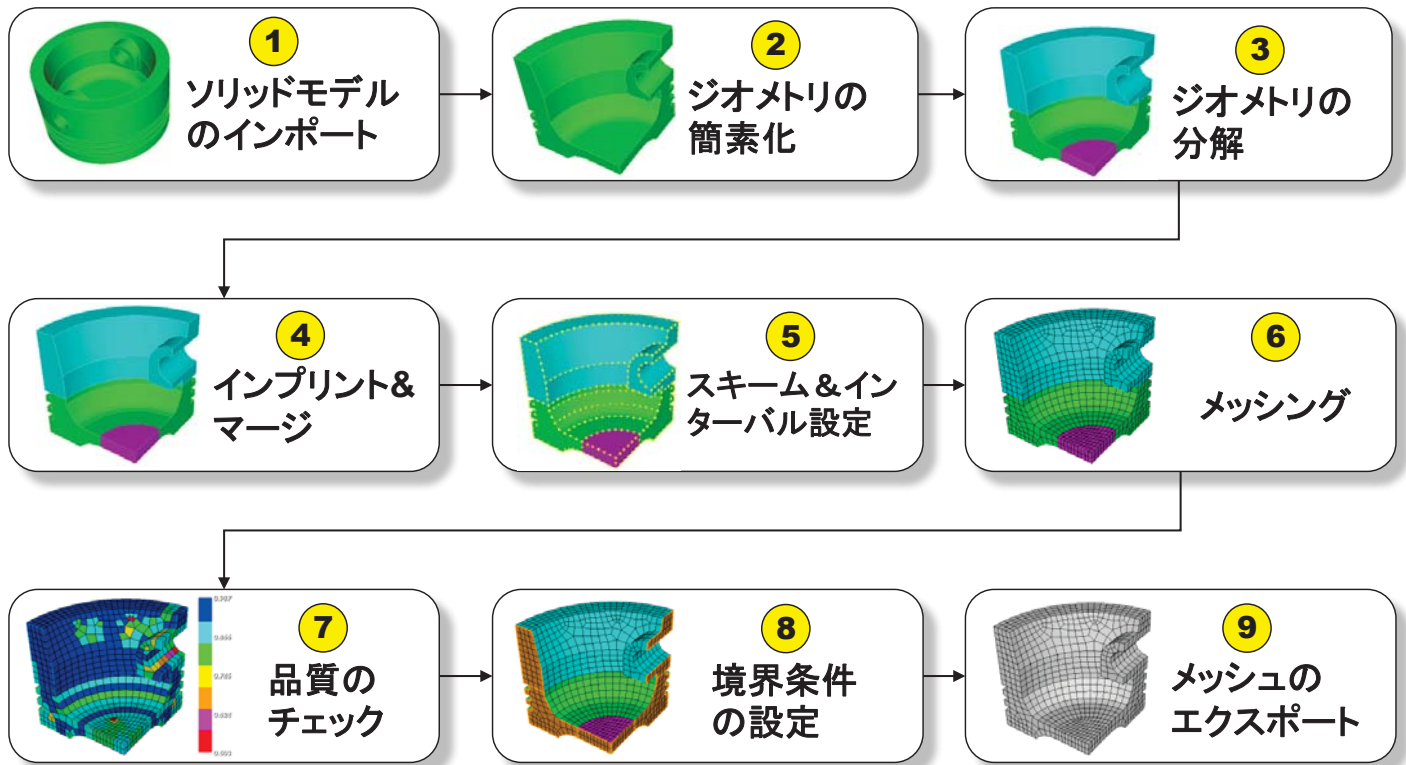 1
ソリッドモデル
のインポート
2
ジオメトリの
簡素化
3
ジオメトリの
分解
4
インプリント&
マージ
5
スキーム&イン
ターバル設定
6
メッシング
7
品質の
チェック
8
境界条件
の設定
9
メッシュの
エクスポート